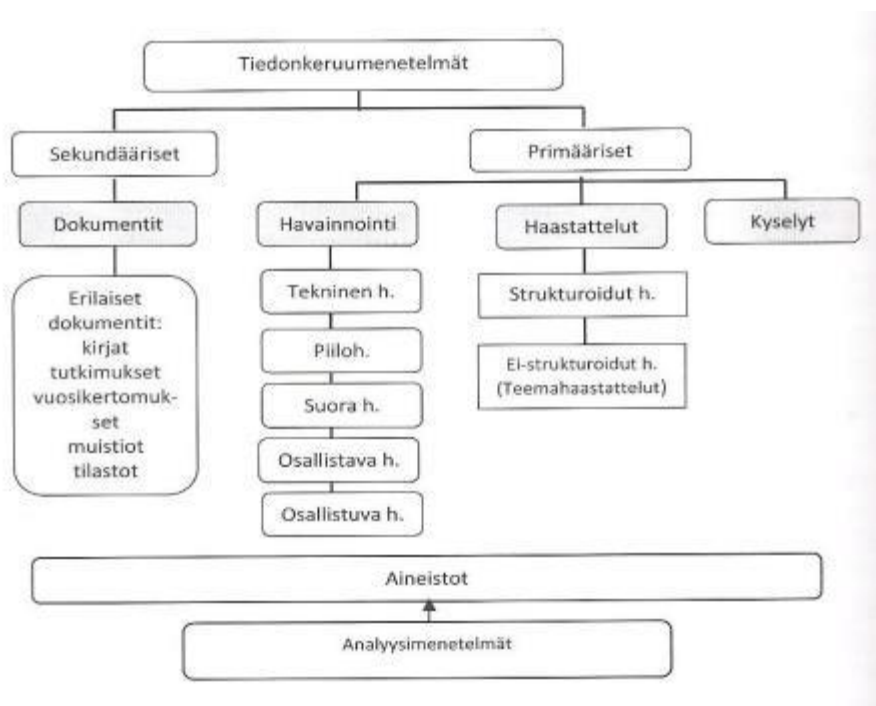 Tiedonkeruumenetelmät
Sekundääriset
Primääriset
Dokumentit
Havainnointi
Haastattelut
Kyselyt
Erilaiset
dokumentit:
kirjat
tutkimukset
vuosikertomuk-
set
muistiot
tilastot
Tekninen h.
Piiloh.
Suora h.
Osallistava h.
Osallistuva h.
Strukturoidut h.
Ei-strukturoidut h.
(Teemahaastattelut)
Aineistot
Analyysimenetelmät